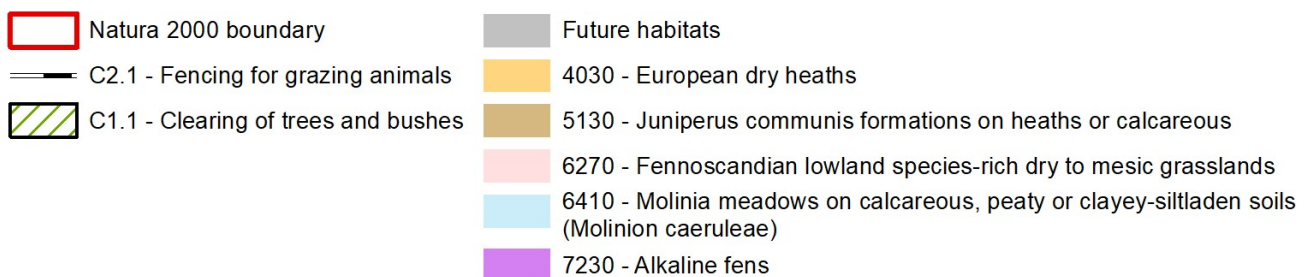 Natura 2000 boundary
C2.1 - Fencing for grazing animals
C1.1 - Clearing of trees and bushes
Future habitats
4030 - European dry heaths
5130 - Juniperus communis formations on heaths or calcareous
6270 - Fennoscandian lowland species-rich dry to mesic grasslands
6410 - Molinia meadows on calcareous, peaty or clayey-siltladen soils
(Molinion caeruleae)
7230 - Alkaline fens